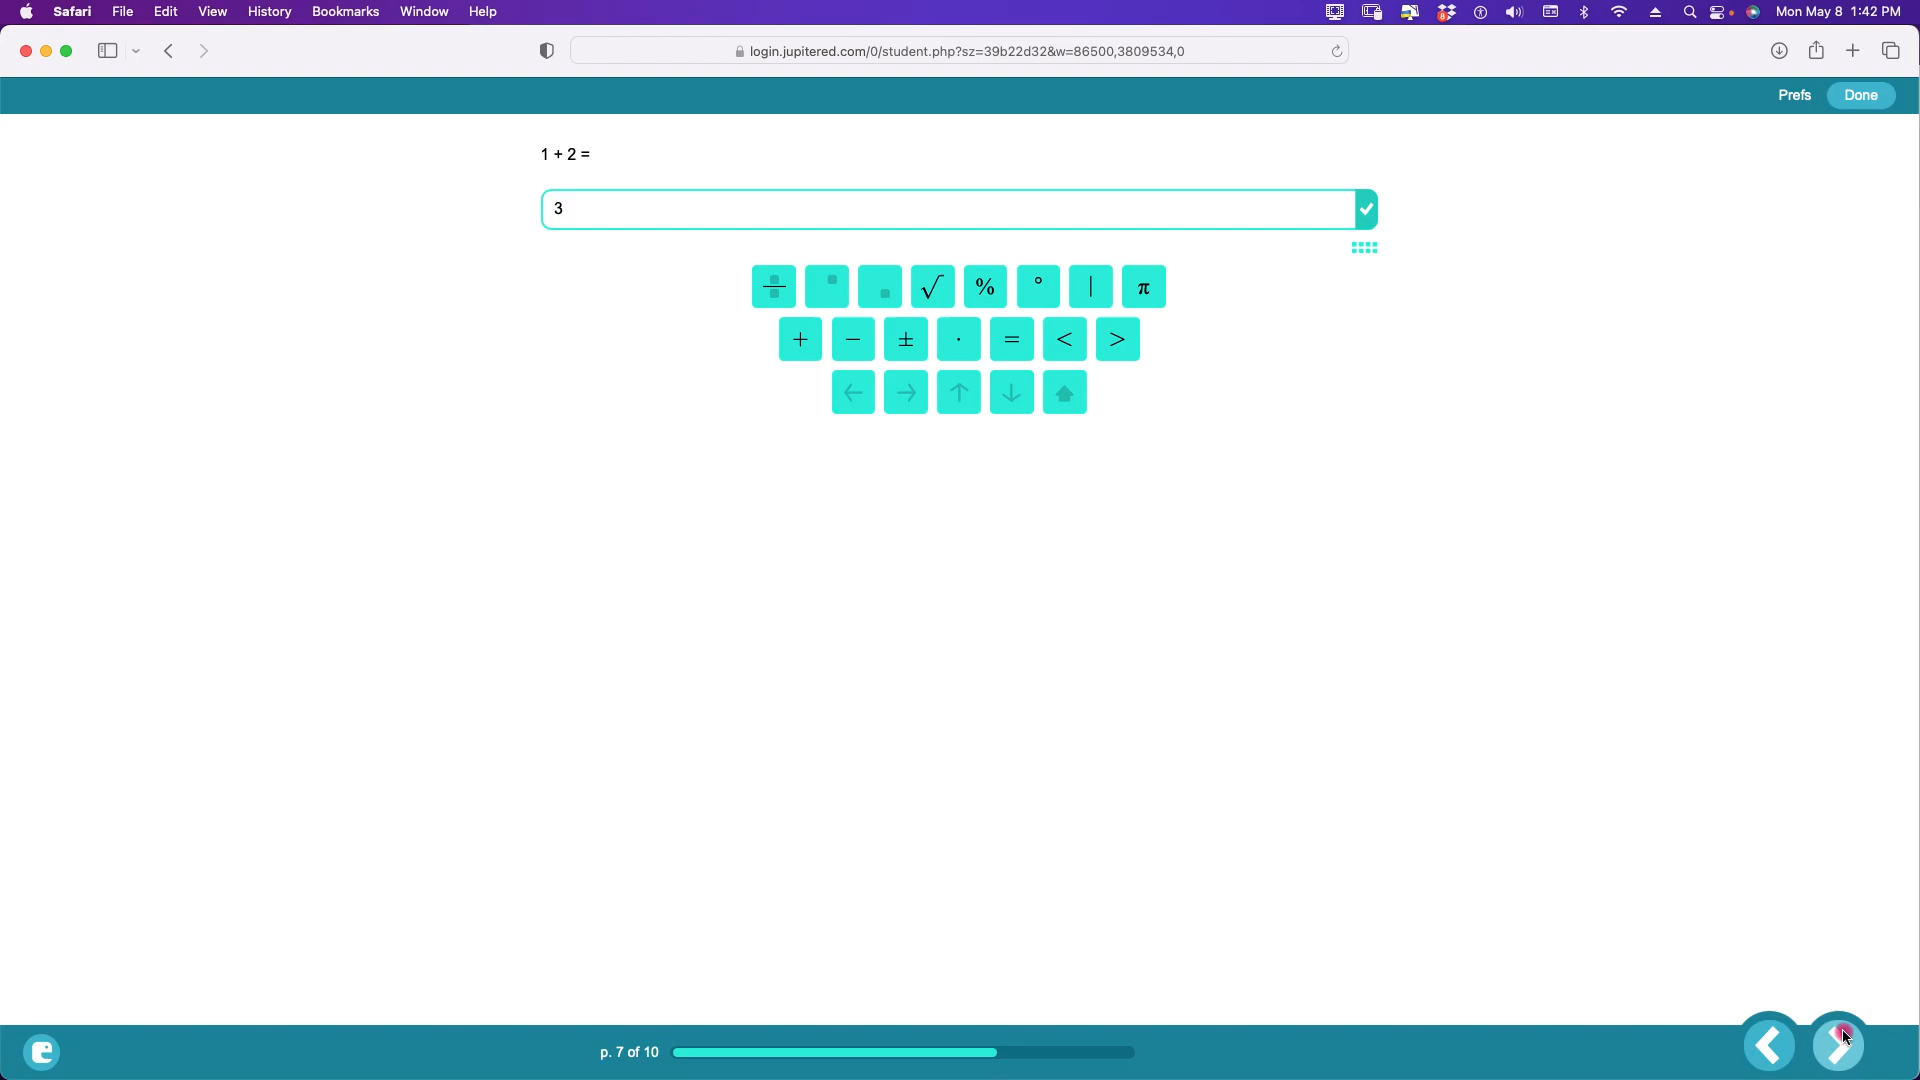 Safari File Edit View History Bookmarks Window Help Mon May 8 1:42 PM
login.jupitered.com/0/student.php?sz=39b22d32&w=86500,3809534,0
Prefs Done
1 + 2 =
3
√ % ° | π
+ − ± · = < >
← → ↑ ↓
p. 7 of 10